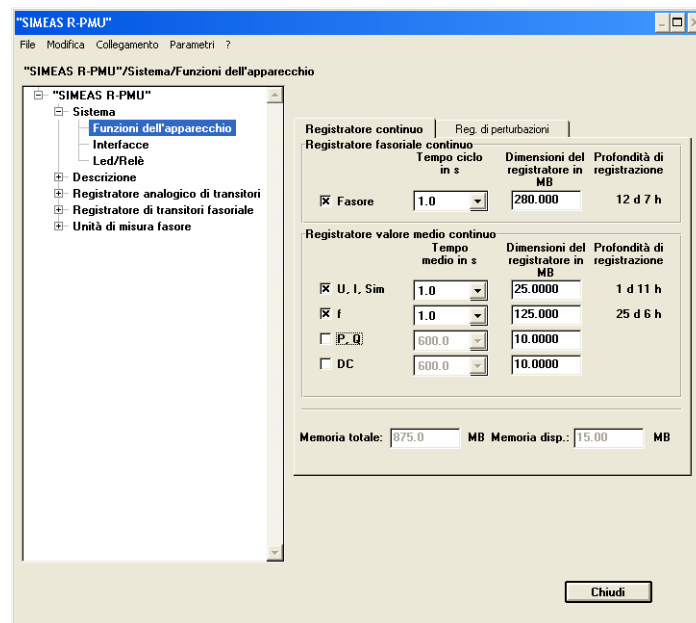 "SIMEAS R-PMU"
File Modifica Collegamento Parametri ?
"SIMEAS R-PMU"/Sistema/Funzioni dell'apparecchio
"SIMEAS R-PMU"
Sistema
Funzioni dell'apparecchio
Interfacce
Led/Relè
Descrizione
Registratore analogico di transitori
Registratore di transitori fasoriale
Unità di misura fasore
Registratore continuo Reg. di perturbazioni
Registratore fasoriale continuo
Tempo ciclo Dimensioni del Profondità di
in s registratore in registrazione
MB
Fasore 1.0 280.000 12 d 7 h
Registratore valore medio continuo
Tempo Dimensioni del Profondità di
medio in s registratore in registrazione
MB
U, I, Sim 1.0 25.0000 1 d 11 h
f 1.0 125.000 25 d 6 h
P, Q 600.0 10.0000
DC 600.0 10.0000
Memoria totale: 875.0 MB Memoria disp.: 15.00 MB
Chiudi